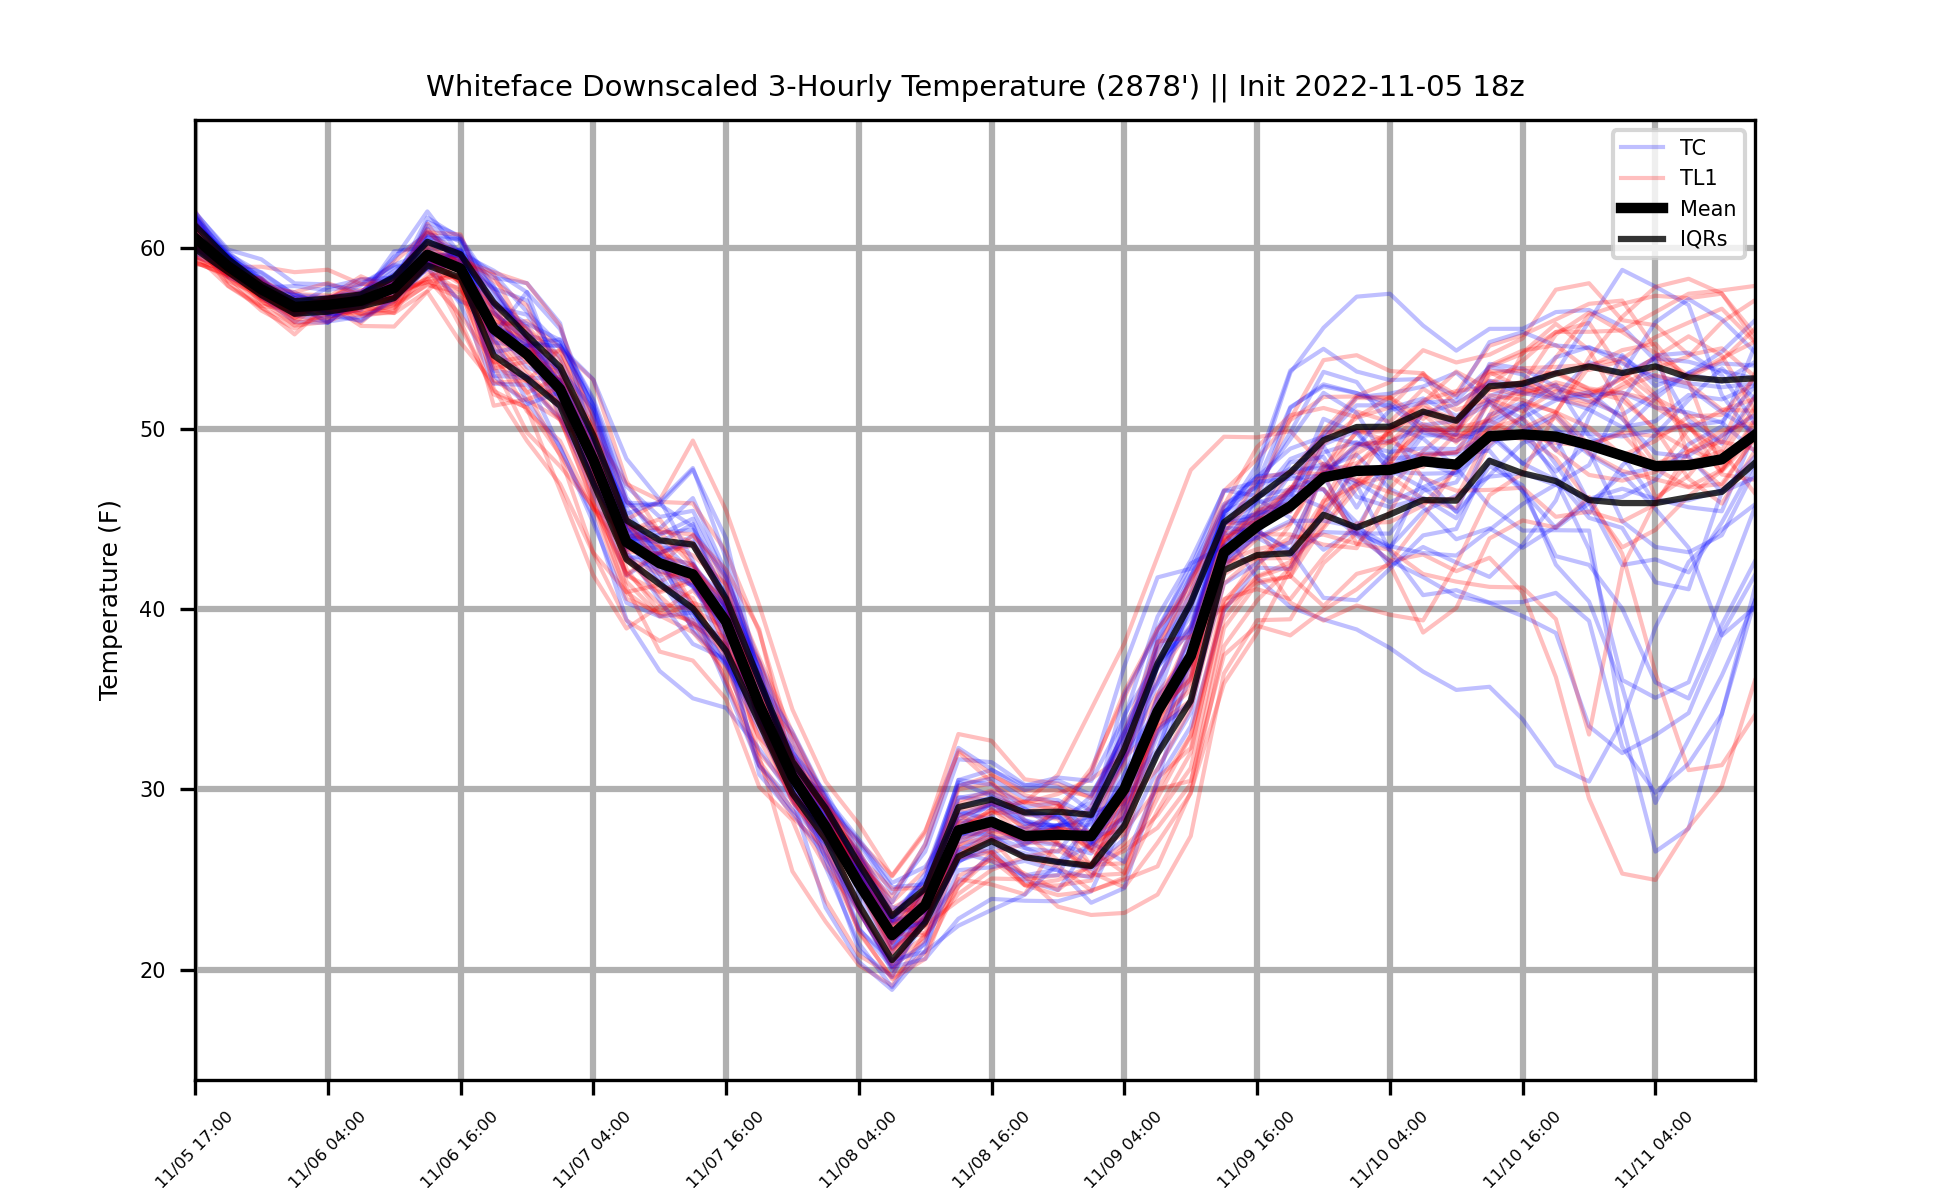 Whiteface Downscaled 3-Hourly Temperature (2878') || Init 2022-11-05 18z
TC
TL1
Mean
IQRs
Temperature (F)
60
50
40
30
20
11/05 17:00
11/06 04:00
11/06 16:00
11/07 04:00
11/07 16:00
11/08 04:00
11/08 16:00
11/09 04:00
11/09 16:00
11/10 04:00
11/10 16:00
11/11 04:00